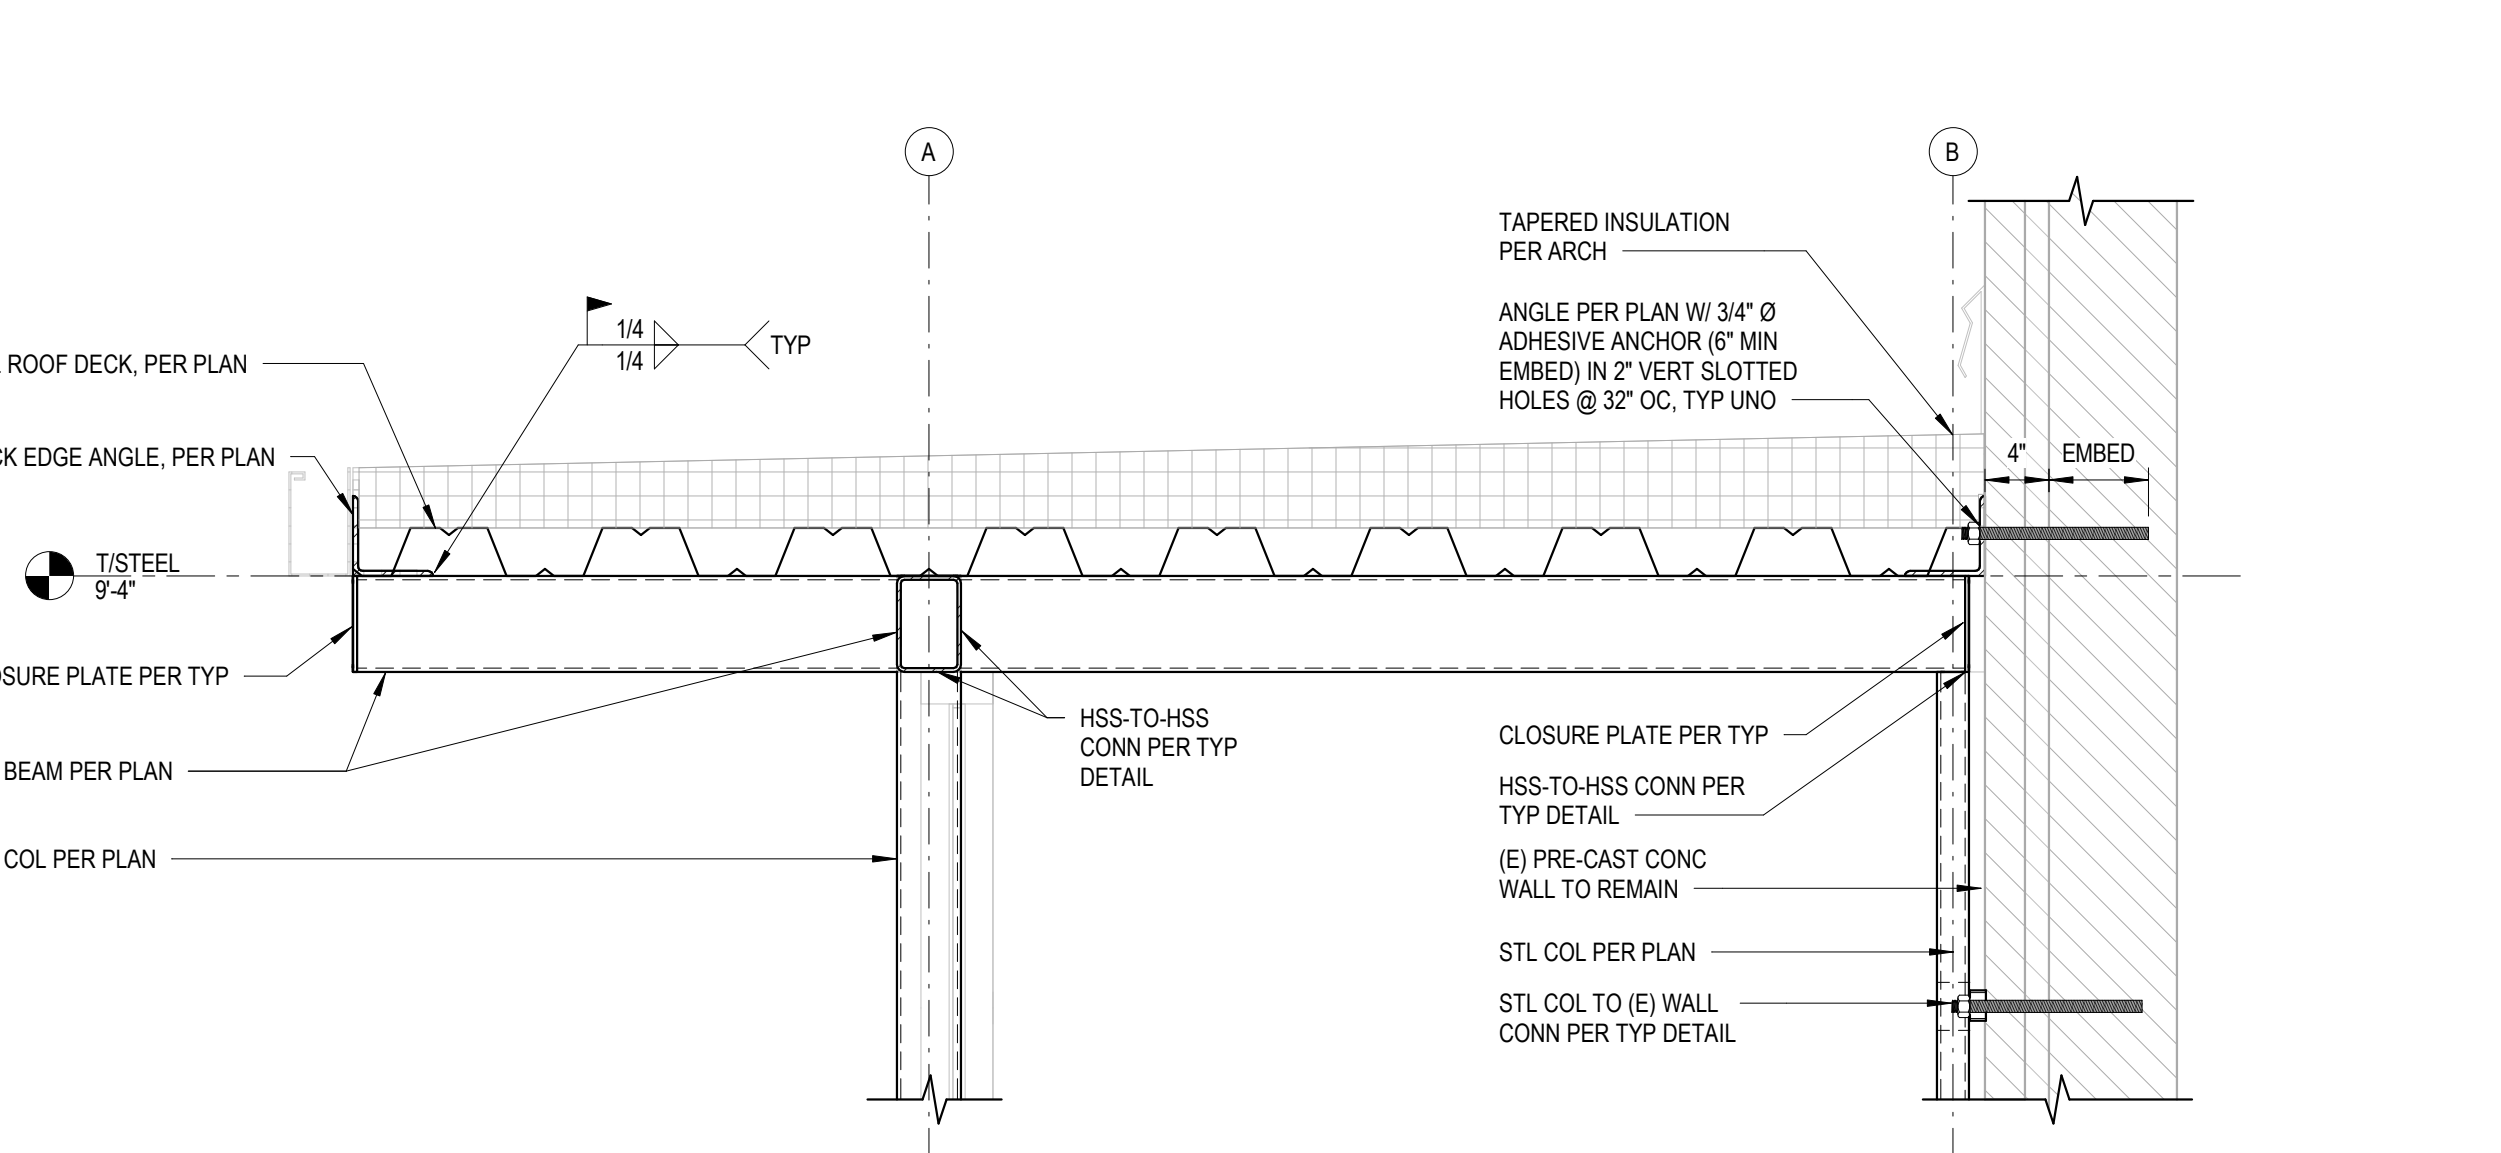 A
B
TAPERED INSULATION
PER ARCH
ANGLE PER PLAN W/ 3/4" Ø
ADHESIVE ANCHOR (6" MIN
EMBED) IN 2" VERT SLOTTED
HOLES @ 32" OC, TYP UNO
1/4
1/4
TYP
ROOF DECK, PER PLAN
EDGE ANGLE, PER PLAN
4"
EMBED
T/STEEL
9'-4"
PLATE PER TYP
BEAM PER PLAN
COL PER PLAN
HSS-TO-HSS
CONN PER TYP
DETAIL
CLOSURE PLATE PER TYP
HSS-TO-HSS CONN PER
TYP DETAIL
(E) PRE-CAST CONC
WALL TO REMAIN
STL COL PER PLAN
STL COL TO (E) WALL
CONN PER TYP DETAIL